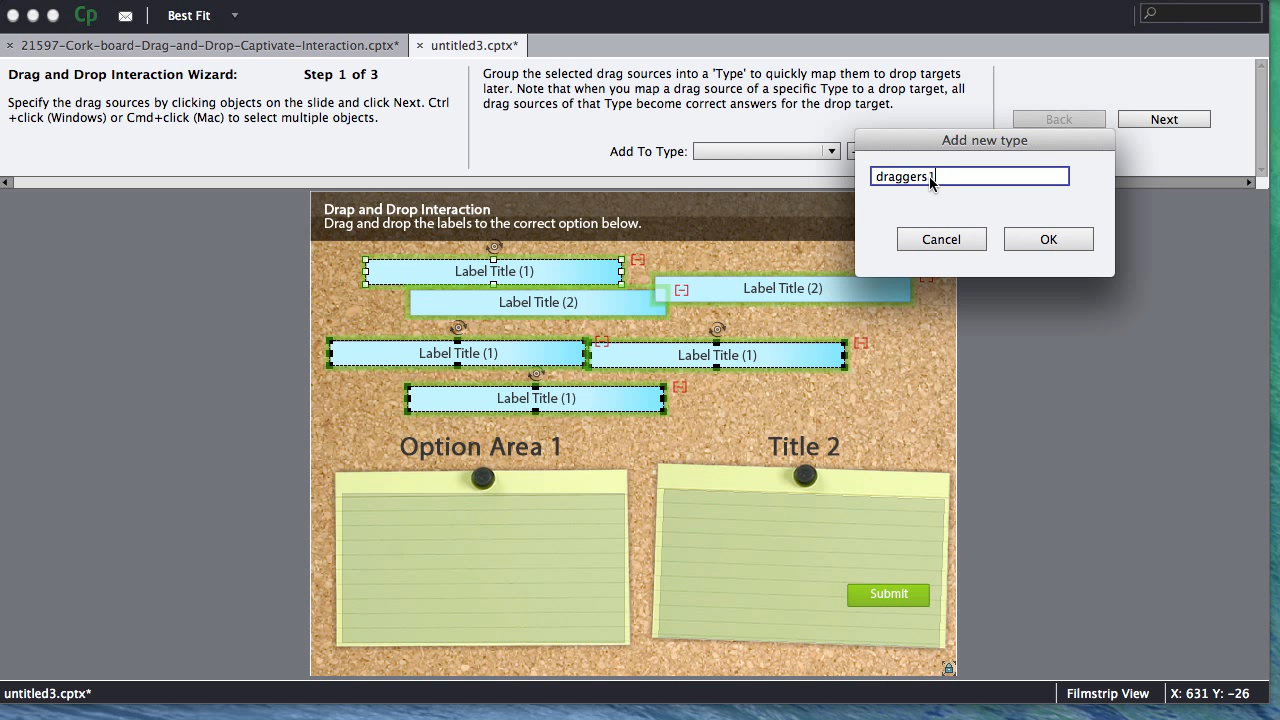 Cp
Best Fit
× 21597-Cork-board-Drag-and-Drop-Captivate-Interaction.cptx*
× untitled3.cptx*
Drag and Drop Interaction Wizard:
Step 1 of 3
Specify the drag sources by clicking objects on the slide and click Next. Ctrl
+click (Windows) or Cmd+click (Mac) to select multiple objects.
Group the selected drag sources into a 'Type' to quickly map them to drop targets
later. Note that when you map a drag source of a specific Type to a drop target, all
drag sources of that Type become correct answers for the drop target.
Add To Type:
Back
Next
Add new type
draggers1
Cancel
OK
Drap and Drop Interaction
Drag and drop the labels to the correct option below.
Label Title (1)
Label Title (2)
Label Title (2)
Label Title (1)
Label Title (1)
Label Title (1)
Option Area 1
Title 2
Submit
untitled3.cptx*
Filmstrip View
X: 631 Y: -26